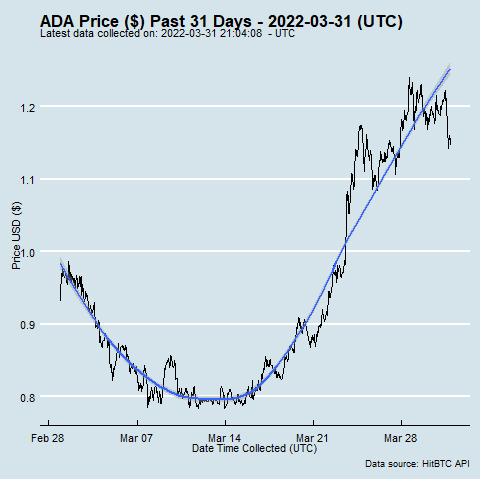 ADA Price ($) Past 31 Days - 2022-03-31 (UTC)
Latest data collected on: 2022-03-31 21:04:08 - UTC
1.2
1.1
1.0
0.9
0.8
Price USD ($)
Feb 28 Mar 07 Mar 14 Mar 21 Mar 28
Date Time Collected (UTC)
Data source: HitBTC API